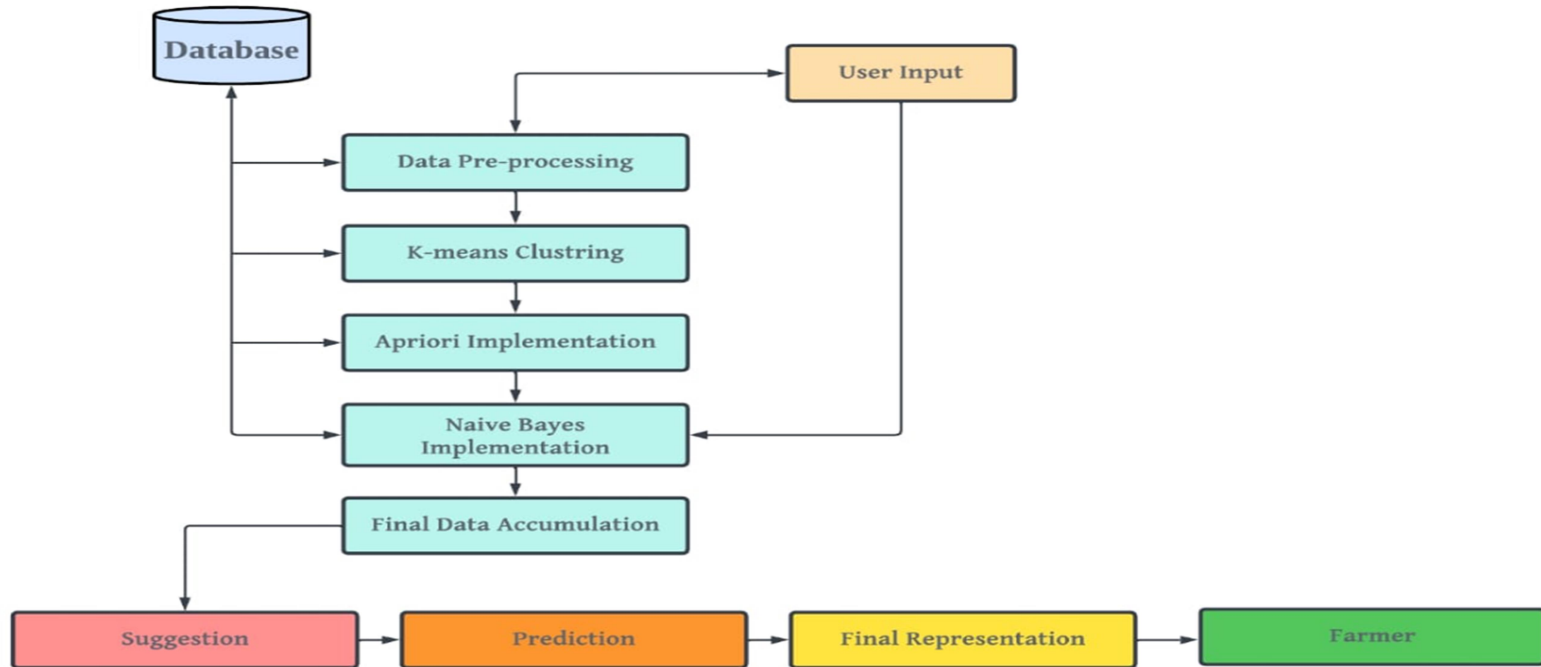 Database
User Input
Data Pre-processing
K-means Clustring
Apriori Implementation
Naive Bayes
Implementation
Final Data Accumulation
Suggestion
Prediction
Final Representation
Farmer